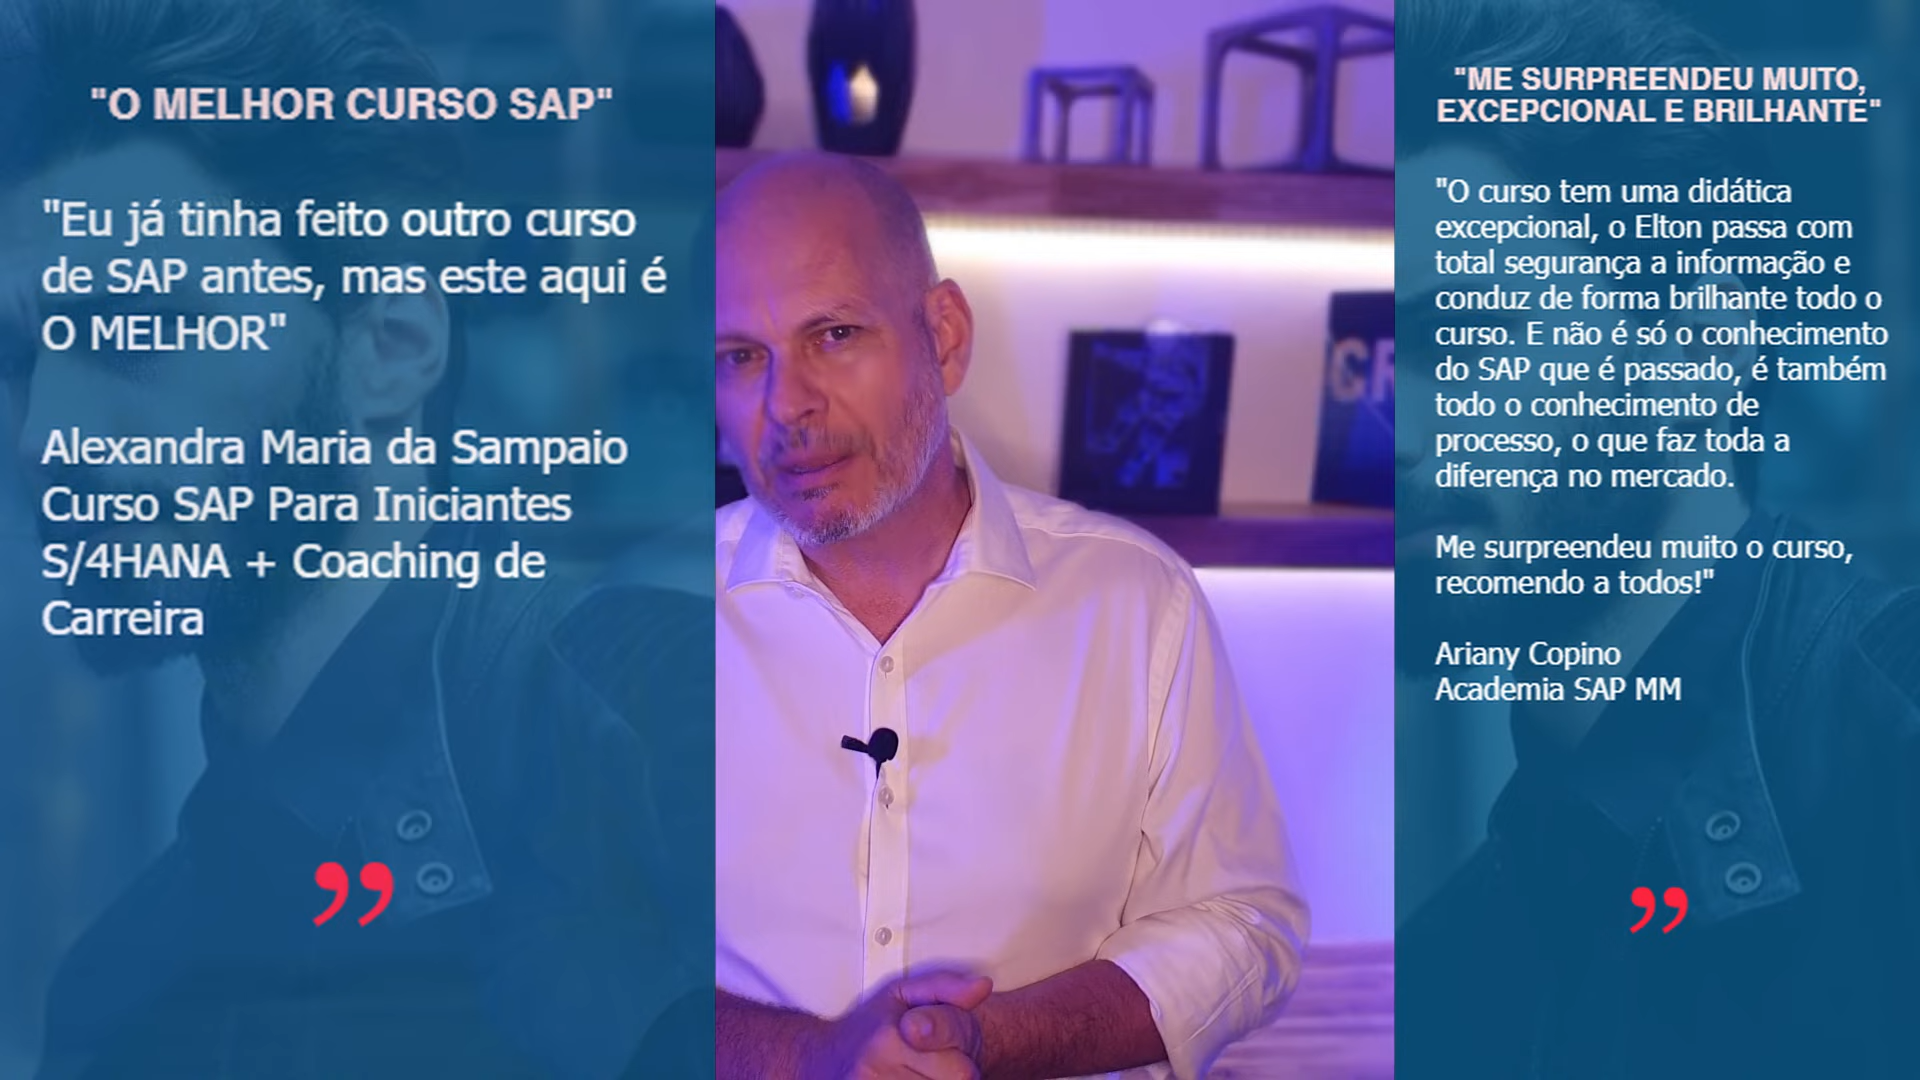 "O MELHOR CURSO SAP"
"Eu já tinha feito outro curso
de SAP antes, mas este aqui é
O MELHOR"
Alexandra Maria da Sampaio
Curso SAP Para Iniciantes
S/4HANA + Coaching de
Carreira
"ME SURPREENDEU MUITO,
EXCEPCIONAL E BRILHANTE"
"O curso tem uma didática
excepcional, o Elton passa com
total segurança a informação e
conduz de forma brilhante todo o
curso. E não é só o conhecimento
do SAP que é passado, é também
todo o conhecimento de
processo, o que faz toda a
diferença no mercado.
Me surpreendeu muito o curso,
recomendo a todos!"
Ariany Copino
Academia SAP MM